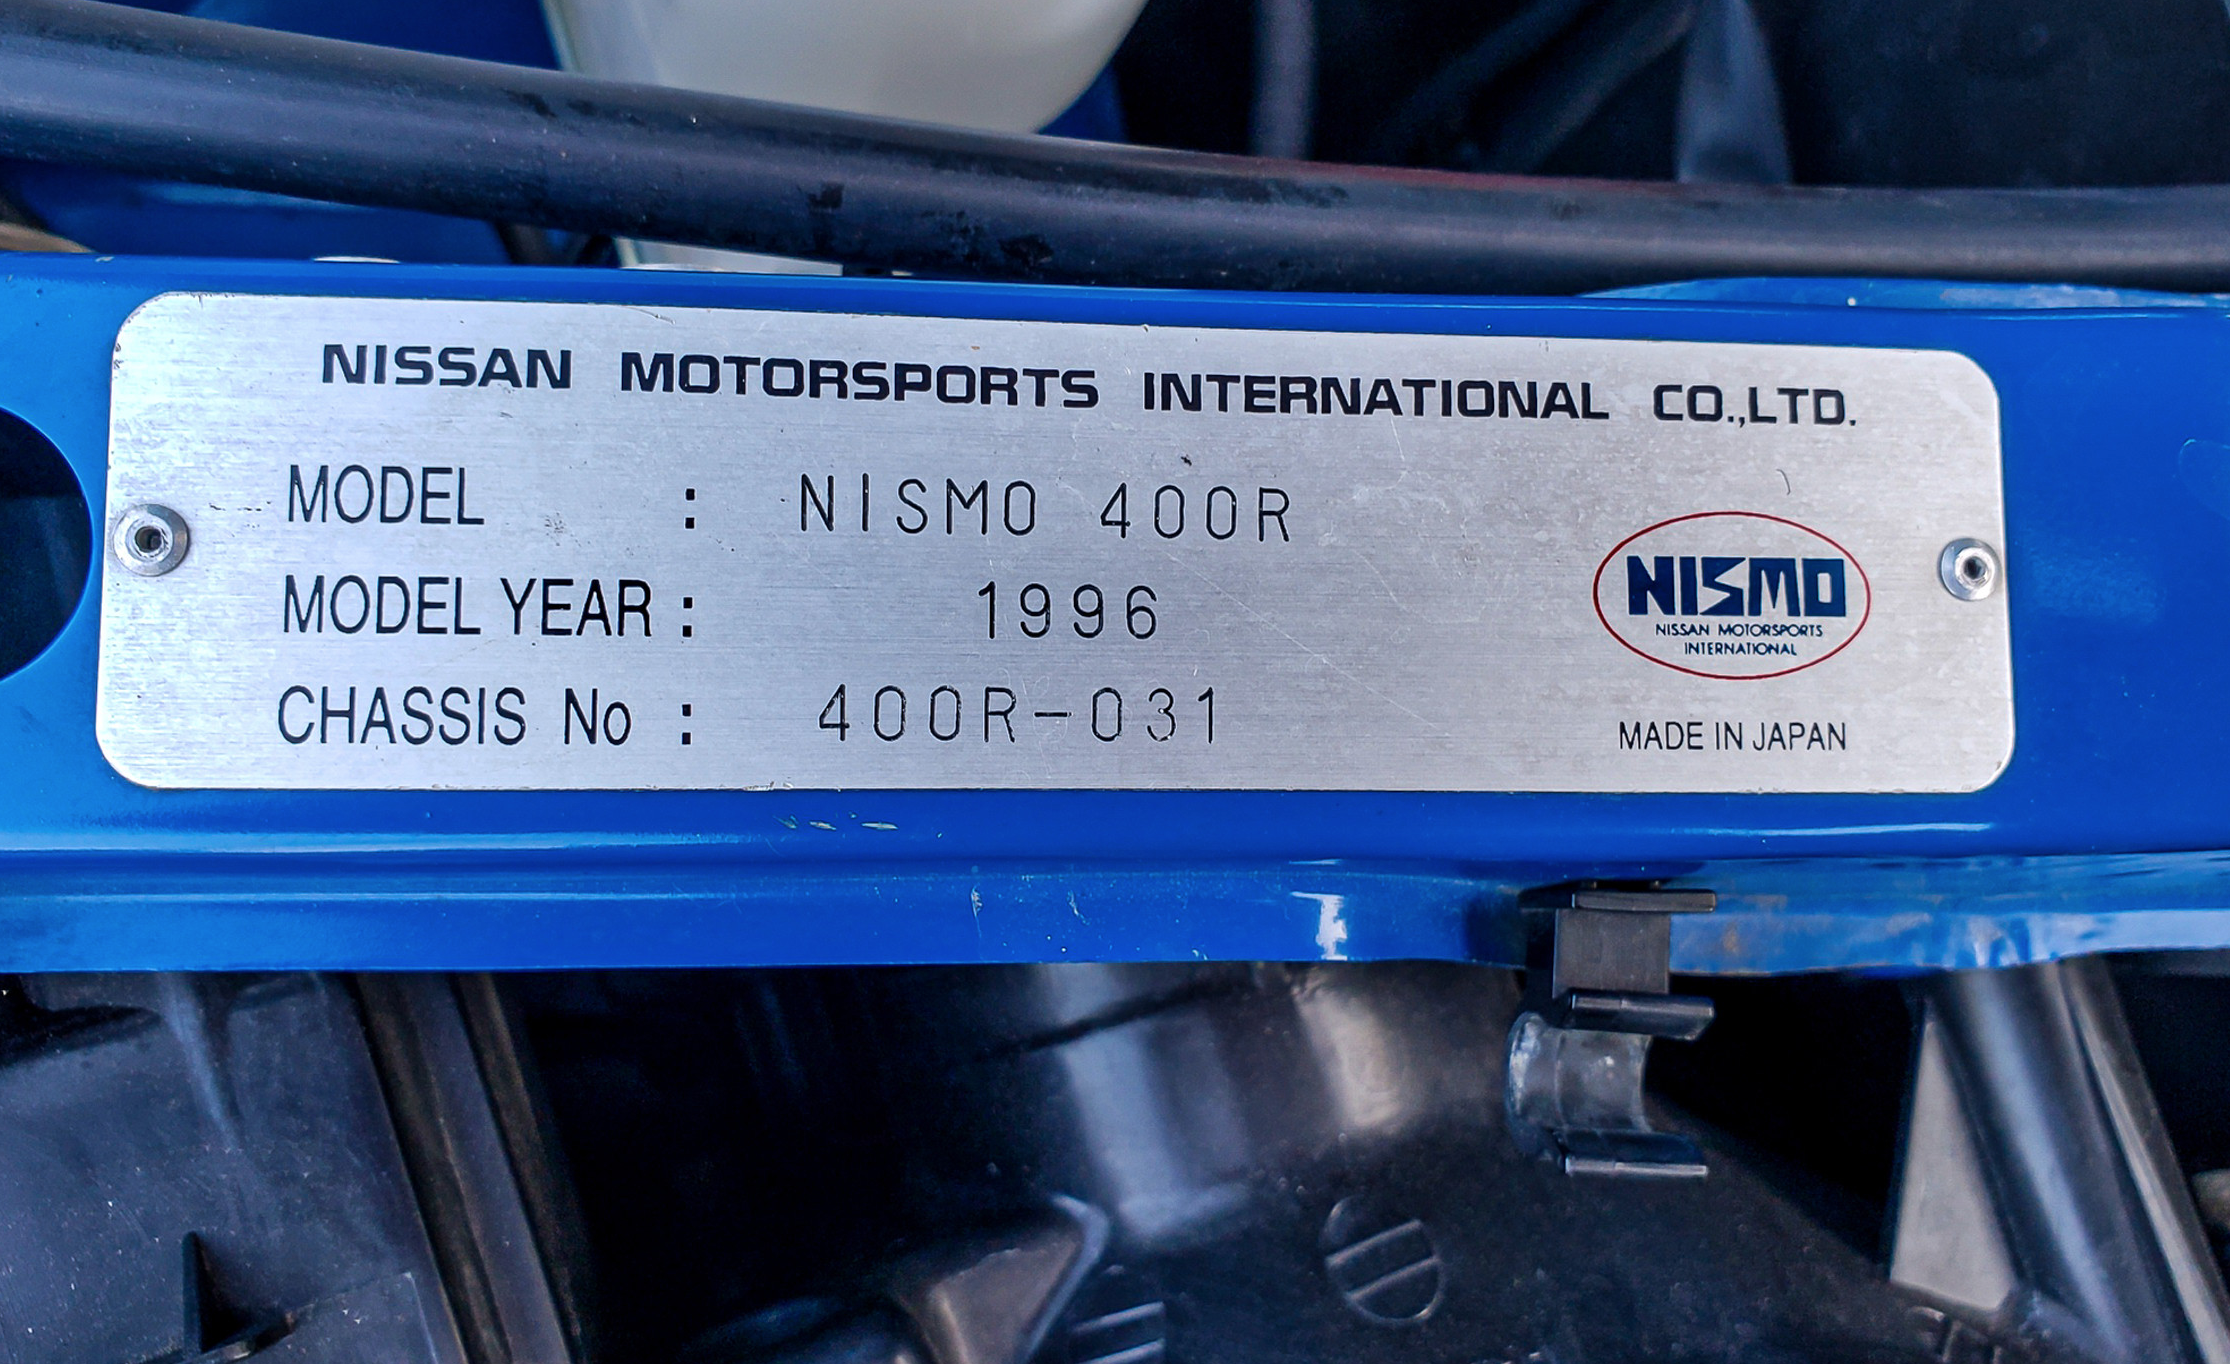 NISSAN MOTORSPORTS INTERNATIONAL CO.,LTD.
MODEL : NISMO 400R
MODEL YEAR : 1996
CHASSIS No : 400R-031
NISMO
NISSAN MOTORSPORTS
INTERNATIONAL
MADE IN JAPAN